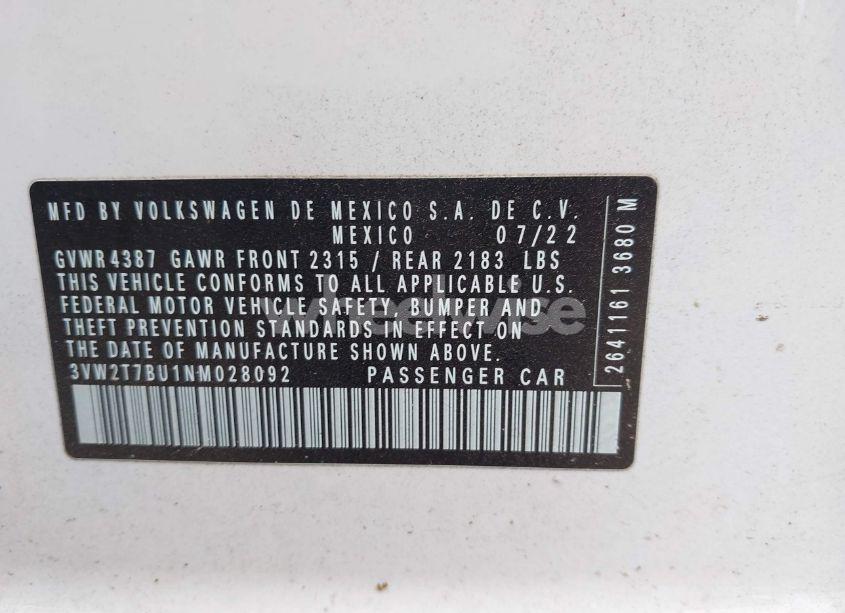 MFD BY VOLKSWAGEN DE MEXICO S.A. DE C.V.
MEXICO 07/22
GVWR 4387 GAWR FRONT 2315 / REAR 2183 LBS
THIS VEHICLE CONFORMS TO ALL APPLICABLE U.S.
FEDERAL MOTOR VEHICLE SAFETY, BUMPER AND
THEFT PREVENTION STANDARDS IN EFFECT ON
THE DATE OF MANUFACTURE SHOWN ABOVE.
3VW2T7BU1NM028092 PASSENGER CAR
2641161 3680 M